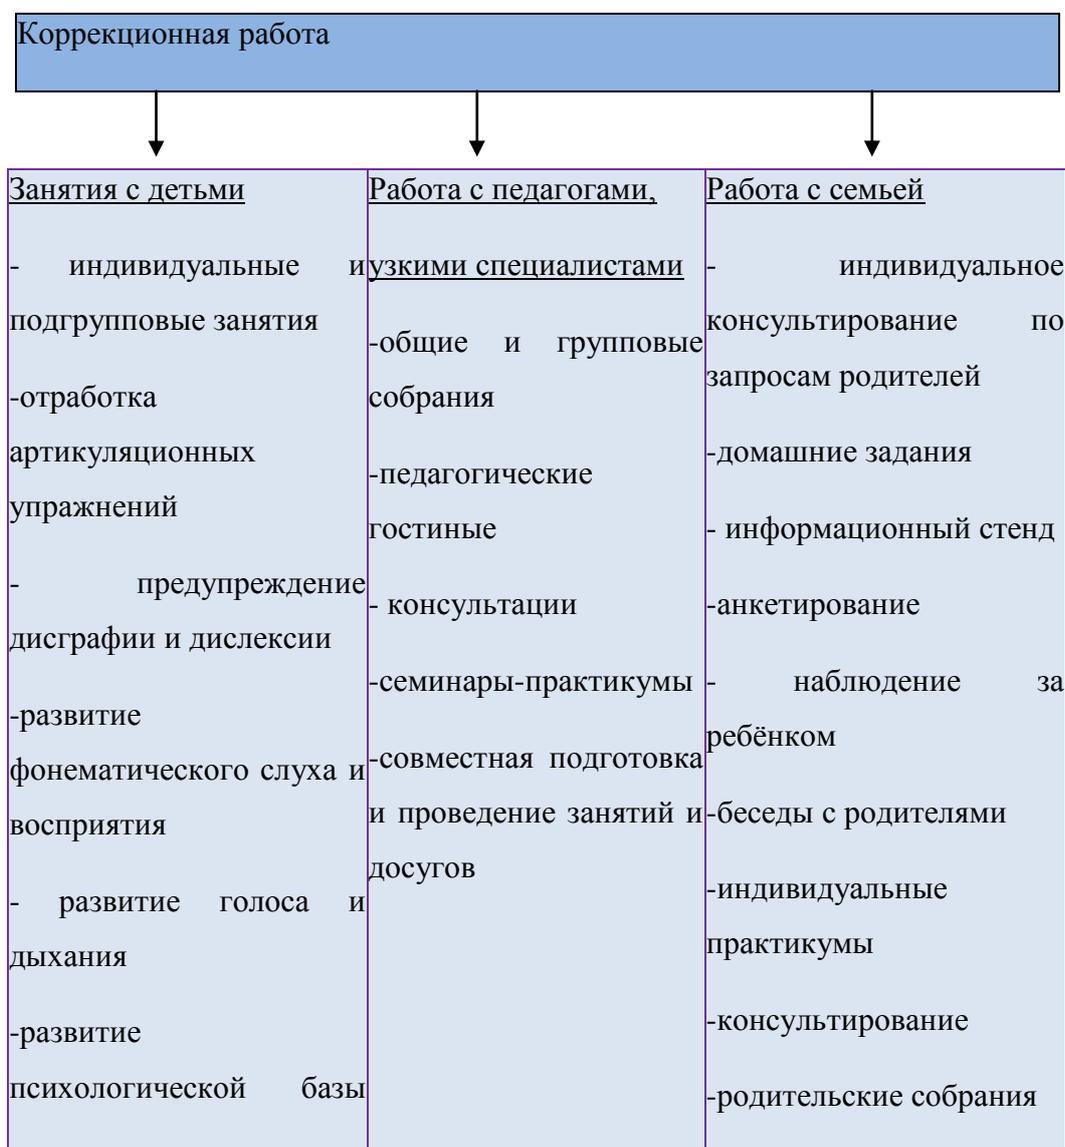 Коррекционная работа
Занятия с детьми
- индивидуальные и
подгрупповые занятия
-отработка
артикуляционных
упражнений
- предупреждение
дисграфии и дислексии
-развитие
фонематического слуха и
восприятия
- развитие голоса и
дыхания
-развитие
психологической базы
Работа с педагогами,
узкими специалистами
-общие и групповые
собрания
-педагогические
гостиные
- консультации
-семинары-практикумы
-совместная подготовка
и проведение занятий и
досугов
Работа с семьей
- индивидуальное
консультирование по
запросам родителей
-домашние задания
- информационный стенд
-анкетирование
- наблюдение за
ребёнком
-беседы с родителями
-индивидуальные
практикумы
-консультирование
-родительские собрания